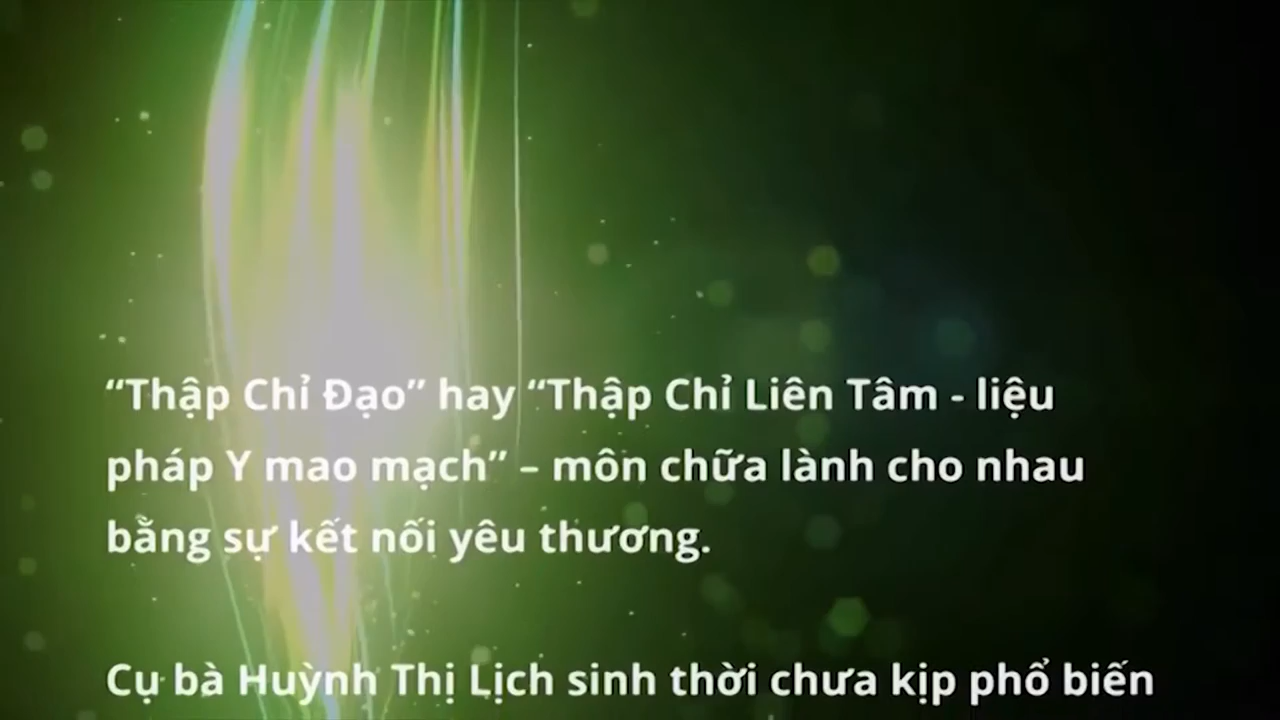 “Thập Chỉ Đạo” hay “Thập Chỉ Liên Tâm - liệu
pháp Y mao mạch” – môn chữa lành cho nhau
bằng sự kết nối yêu thương.
Cụ bà Huỳnh Thị Lịch sinh thời chưa kịp phổ biến